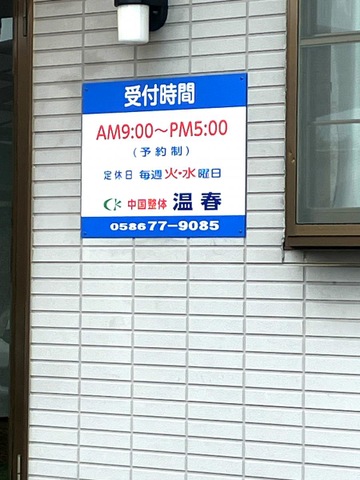 受付時間
AM9:00～PM5:00
(予約制)
定休日 毎週火・水曜日
CK 中国整体 温春
058677-9085